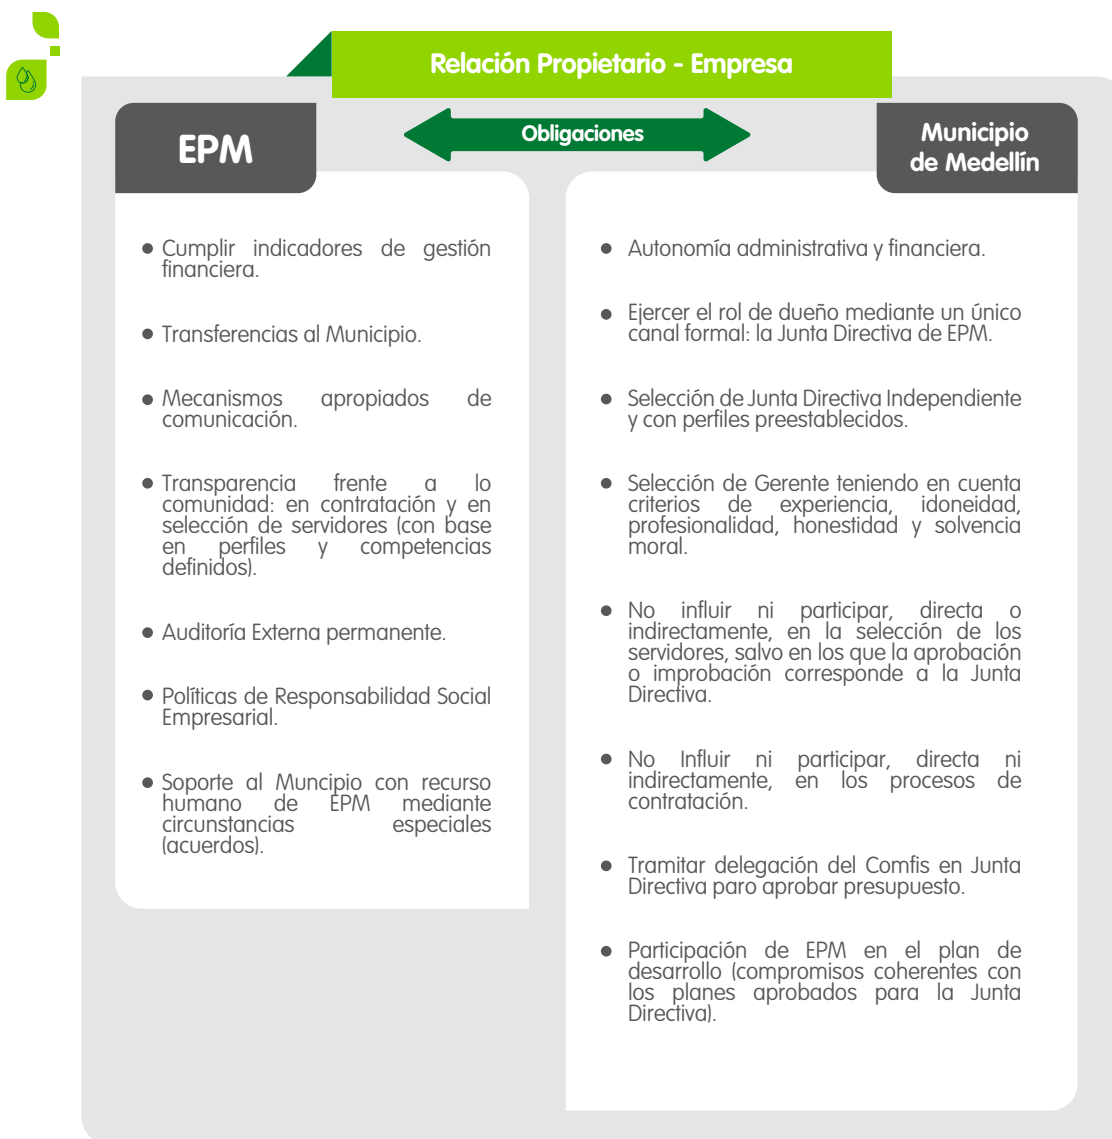 Relación Propietario - Empresa
Obligaciones
EPM
Cumplir indicadores de gestión
financiera.
Transferencias al Municipio.
Mecanismos apropiados de
comunicación.
Transparencia frente a lo
comunidad: en contratación y en
selección de servidores (con base
en perfiles y competencias
definidos).
Auditoría Externa permanente.
Políticas de Responsabilidad Social
Empresarial.
Soporte al Muncipio con recurso
humano de EPM mediante
circunstancias especiales
(acuerdos).
Municipio
de Medellín
Autonomía administrativa y financiera.
Ejercer el rol de dueño mediante un único
canal formal: la Junta Directiva de EPM.
Selección de Junta Directiva Independiente
y con perfiles preestablecidos.
Selección de Gerente teniendo en cuenta
criterios de experiencia, idoneidad,
profesionalidad, honestidad y solvencia
moral.
No influir ni participar, directa o
indirectamente, en la selección de los
servidores, salvo en los que la aprobación
o improbación corresponde a la Junta
Directiva.
No Influir ni participar, directa ni
indirectamente, en los procesos de
contratación.
Tramitar delegación del Comfis en Junta
Directiva paro aprobar presupuesto.
Participación de EPM en el plan de
desarrollo (compromisos coherentes con
los planes aprobados para la Junta
Directiva).